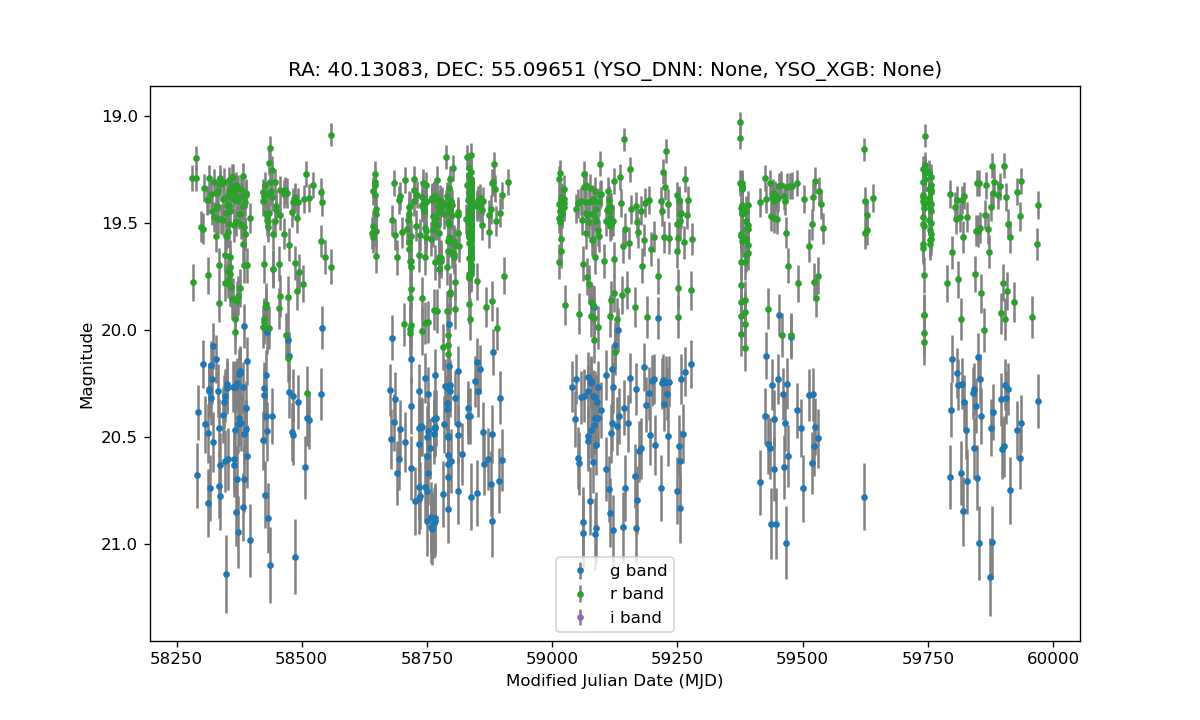 RA: 40.13083, DEC: 55.09651 (YSO_DNN: None, YSO_XGB: None)
19.0
19.5
20.0
20.5
21.0
Magnitude
g band
r band
i band
58250 58500 58750 59000 59250 59500 59750 60000
Modified Julian Date (MJD)